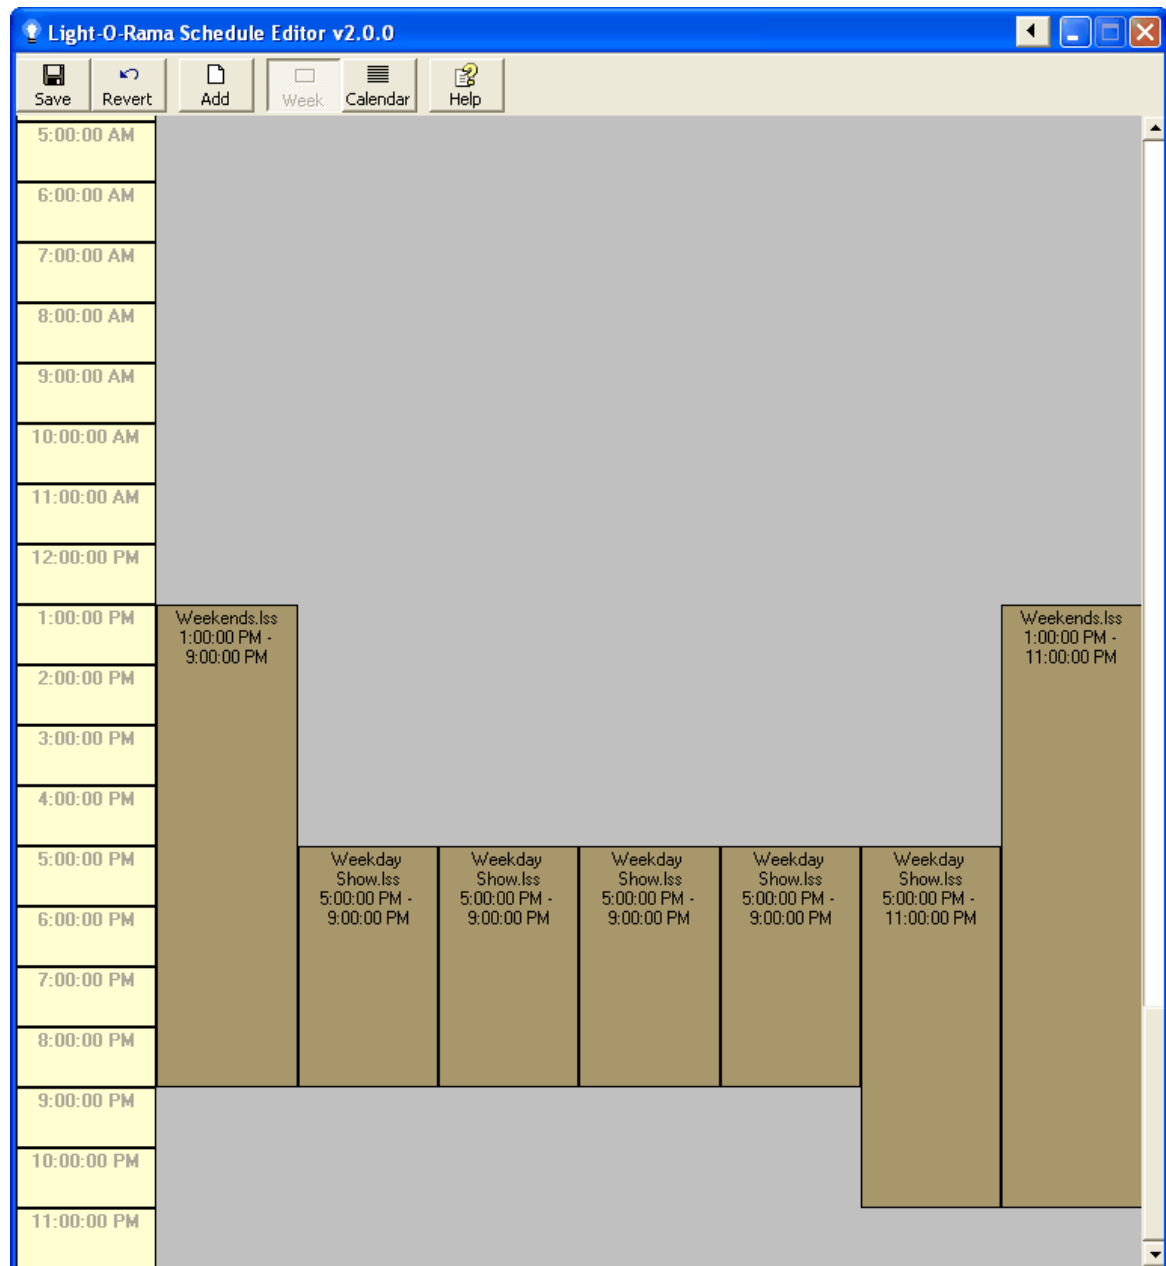 Light-O-Rama Schedule Editor v2.0.0
Save Revert Add Week Calendar Help
5:00:00 AM
6:00:00 AM
7:00:00 AM
8:00:00 AM
9:00:00 AM
10:00:00 AM
11:00:00 AM
12:00:00 PM
1:00:00 PM
2:00:00 PM
3:00:00 PM
4:00:00 PM
5:00:00 PM
6:00:00 PM
7:00:00 PM
8:00:00 PM
9:00:00 PM
10:00:00 PM
11:00:00 PM
Weekends.lss
1:00:00 PM -
9:00:00 PM
Weekday
Show.lss
5:00:00 PM -
9:00:00 PM
Weekday
Show.lss
5:00:00 PM -
9:00:00 PM
Weekday
Show.lss
5:00:00 PM -
9:00:00 PM
Weekday
Show.lss
5:00:00 PM -
9:00:00 PM
Weekday
Show.lss
5:00:00 PM -
11:00:00 PM
Weekends.lss
1:00:00 PM -
11:00:00 PM